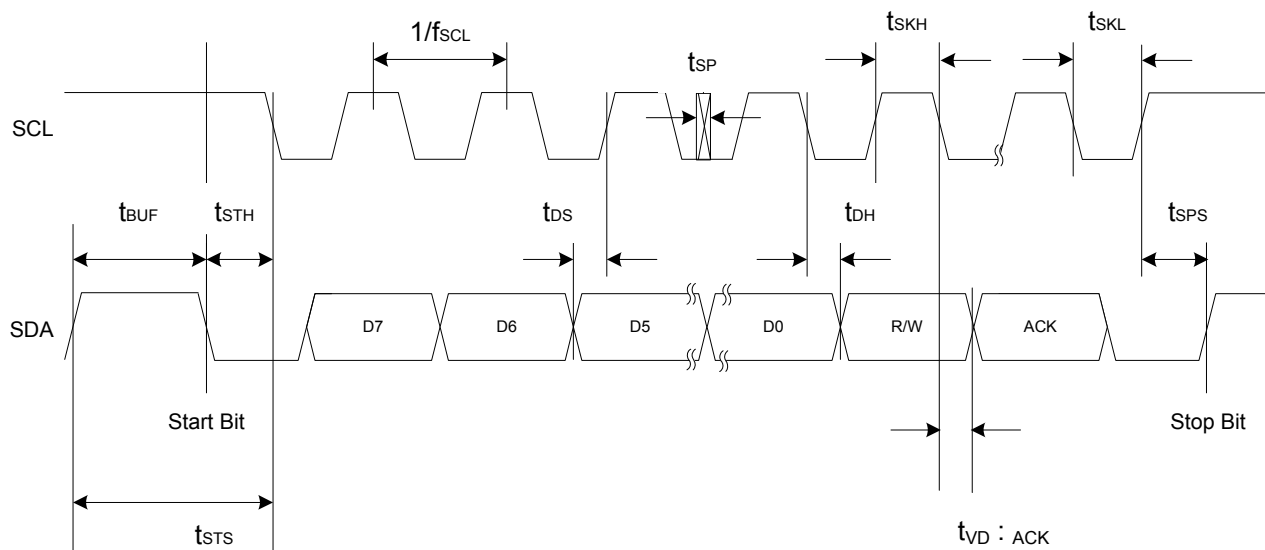 1/fSCL
tSP
tSKH
tSKL
SCL
tBUF
tSTH
tDS
tDH
tSPS
SDA
D7
D6
D5
D0
R/W
ACK
Start Bit
Stop Bit
tSTS
tVD : ACK